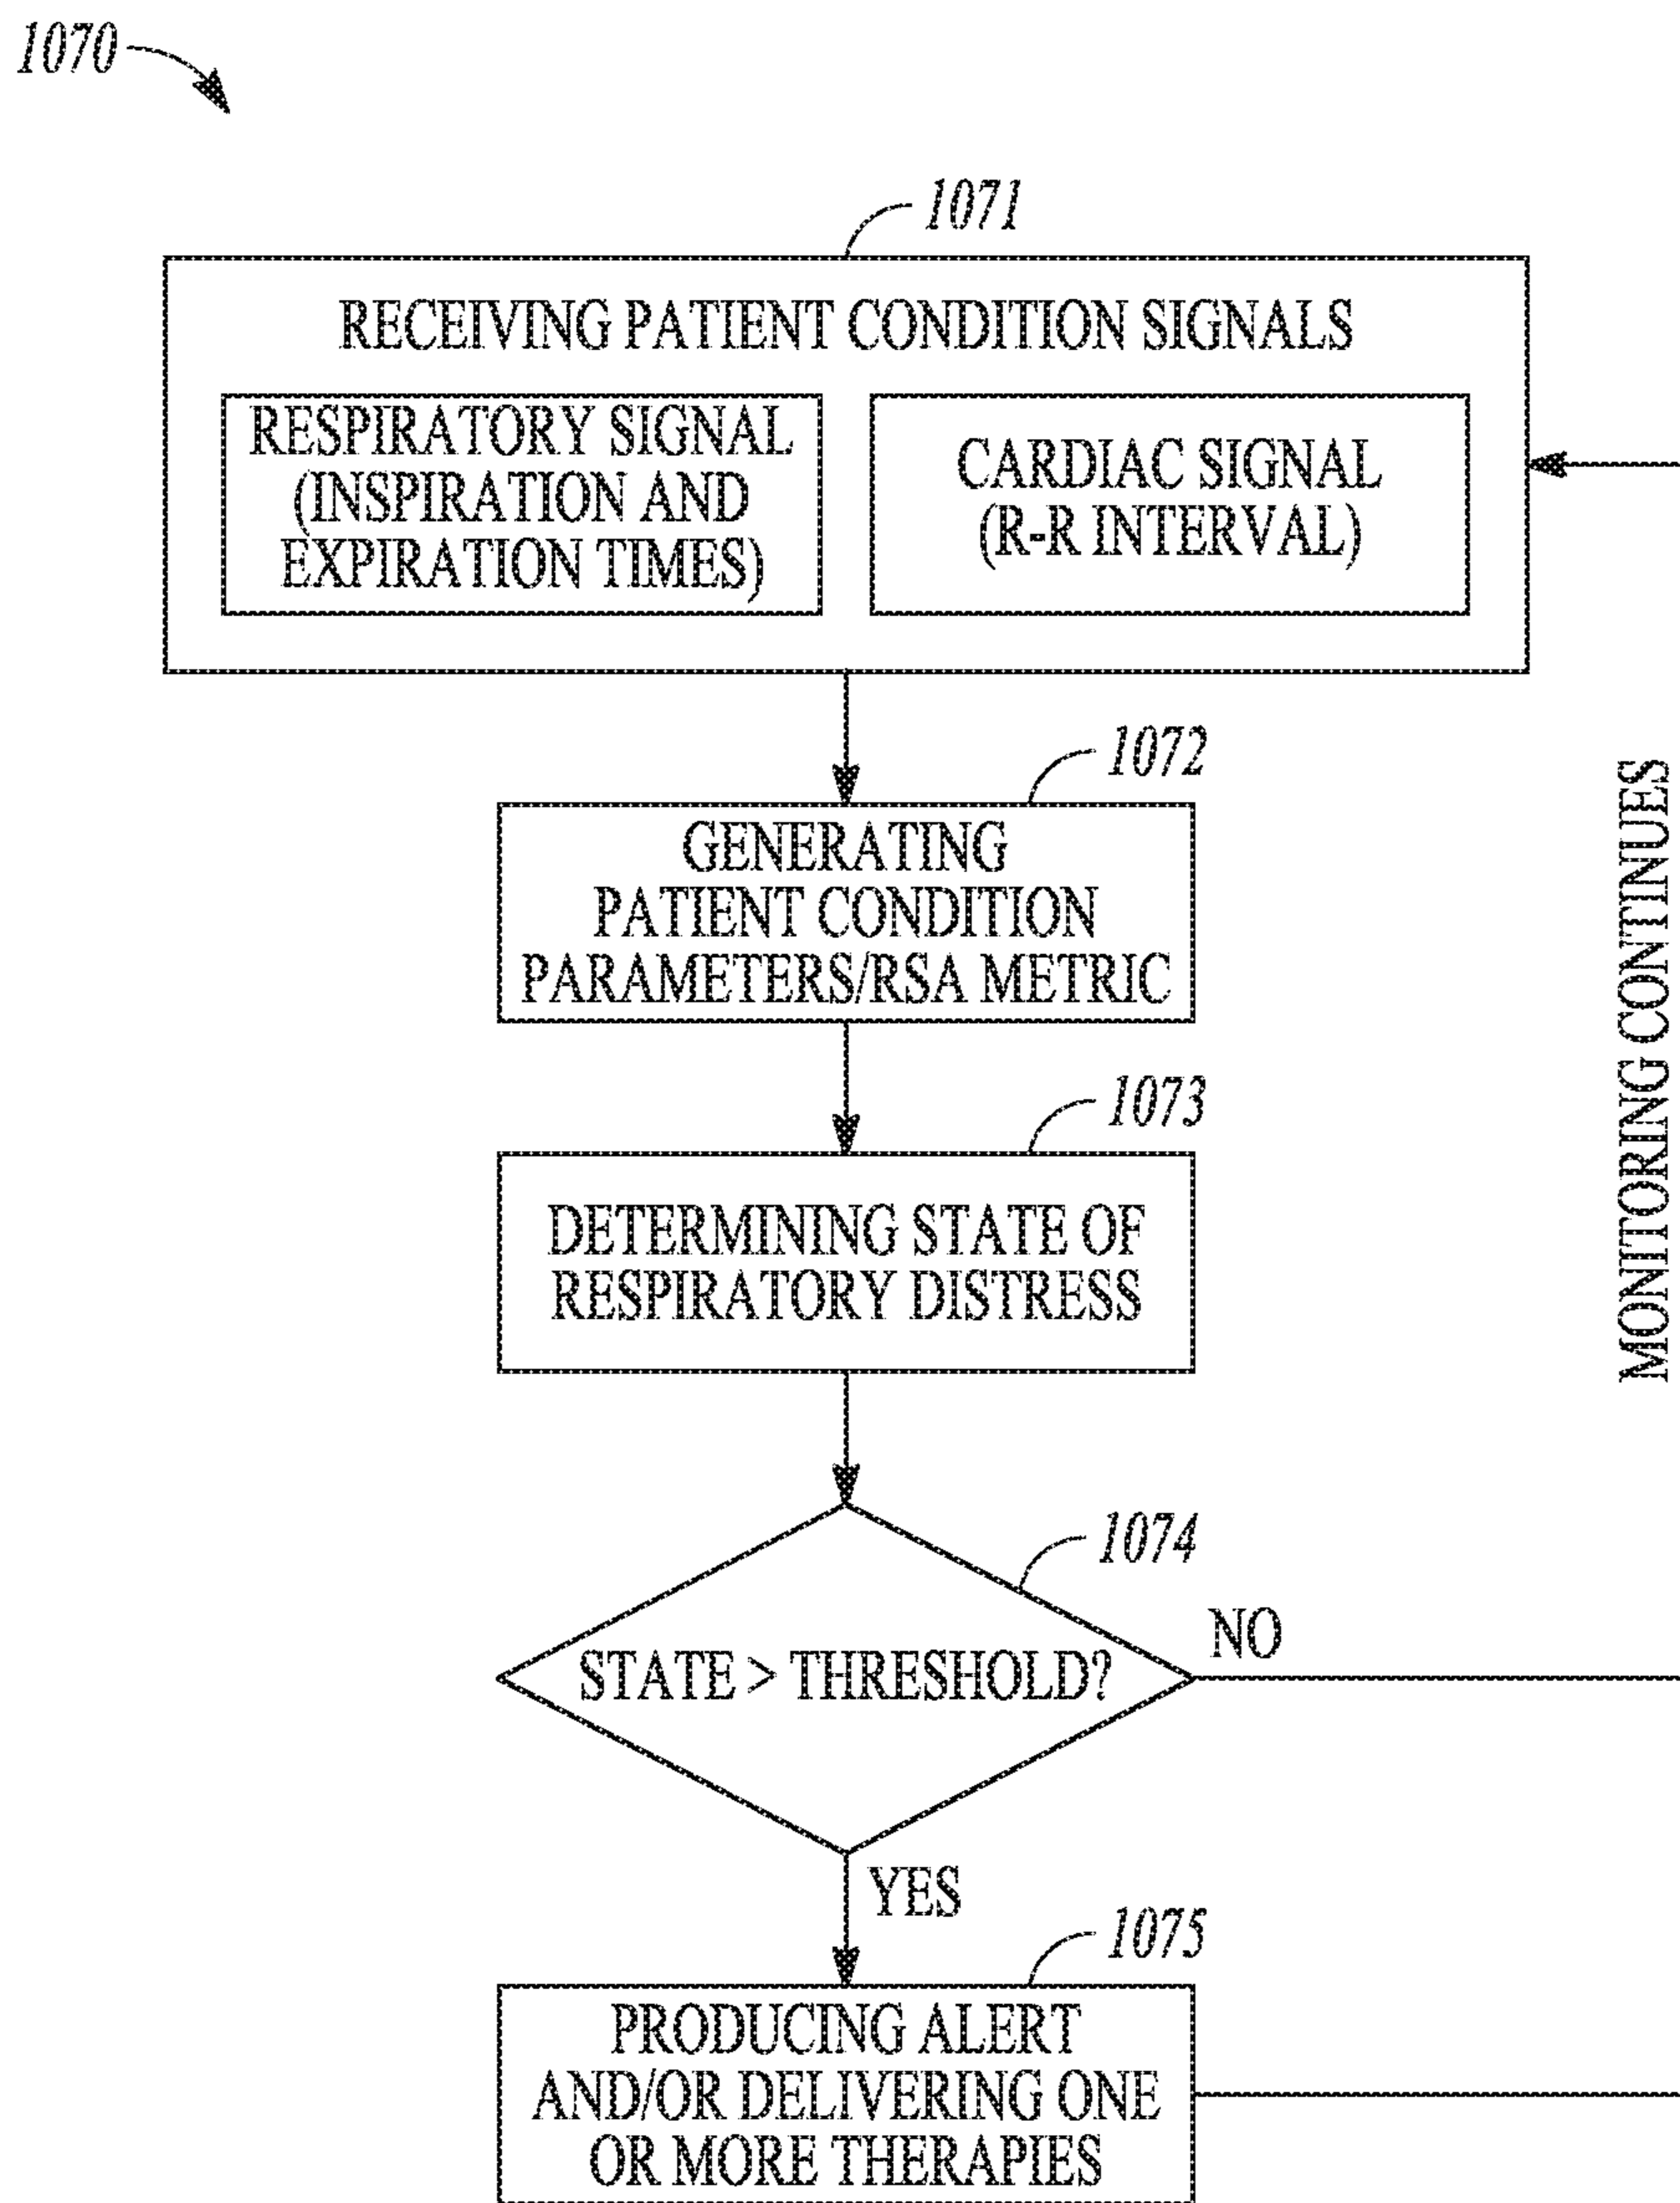 1070
1071
RECEIVING PATIENT CONDITION SIGNALS
RESPIRATORY SIGNAL
(INSPIRATION AND
EXPIRATION TIMES)
CARDIAC SIGNAL
(R-R INTERVAL)
1072
GENERATING
PATIENT CONDITION
PARAMETERS/RSA METRIC
1073
DETERMINING STATE OF
RESPIRATORY DISTRESS
MONITORING CONTINUES
1074
STATE > THRESHOLD?
NO
YES
1075
PRODUCING ALERT
AND/OR DELIVERING ONE
OR MORE THERAPIES